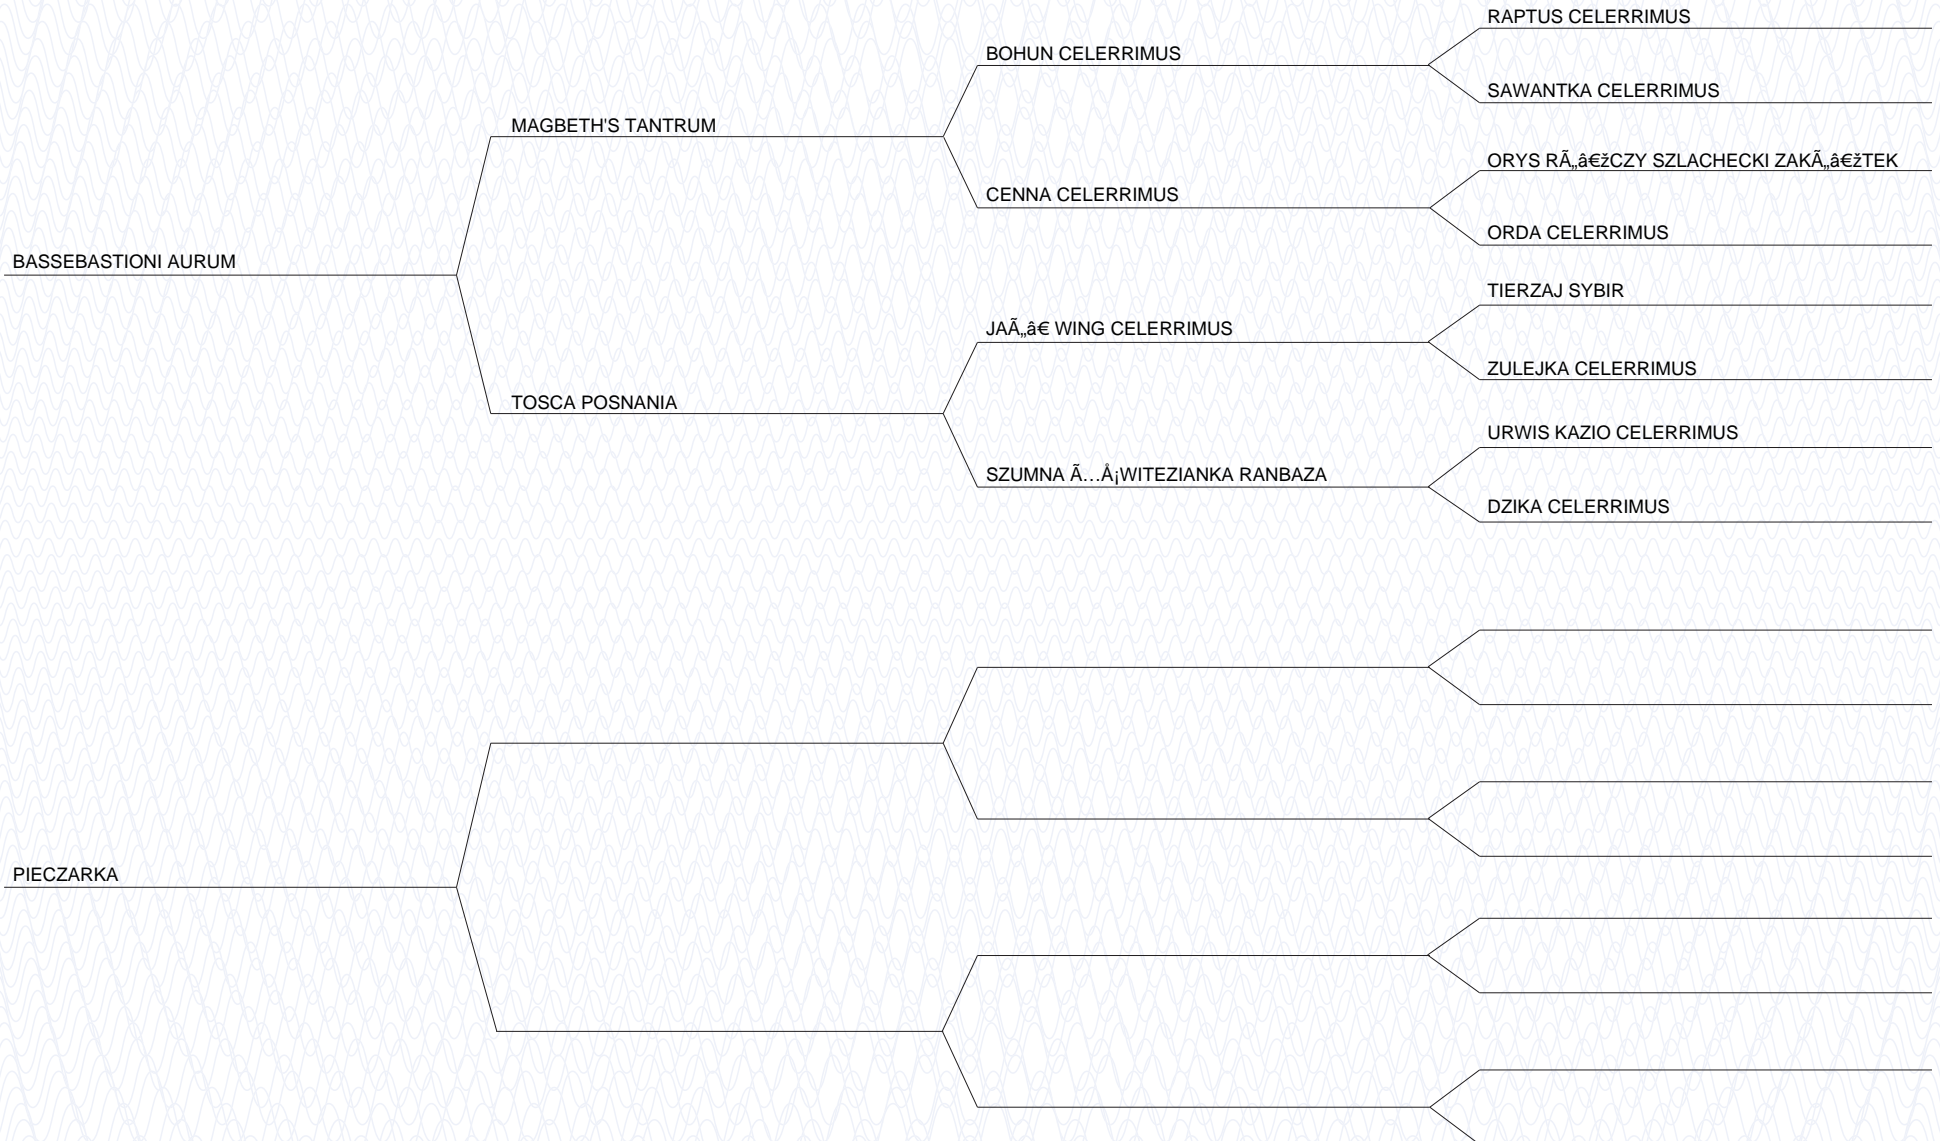 RAPTUS CELERRIMUS
BOHUN CELERRIMUS
SAWANTKA CELERRIMUS
MAGBETH'S TANTRUM
ORYS RÃ„â€žCZY SZLACHECKI ZAKÃ„â€žTEK
CENNA CELERRIMUS
ORDA CELERRIMUS
BASSEBASTIONI AURUM
TIERZAJ SYBIR
JAÃ„â€ WING CELERRIMUS
ZULEJKA CELERRIMUS
TOSCA POSNANIA
URWIS KAZIO CELERRIMUS
SZUMNA Ã…Å¡WITEZIANKA RANBAZA
DZIKA CELERRIMUS
PIECZARKA